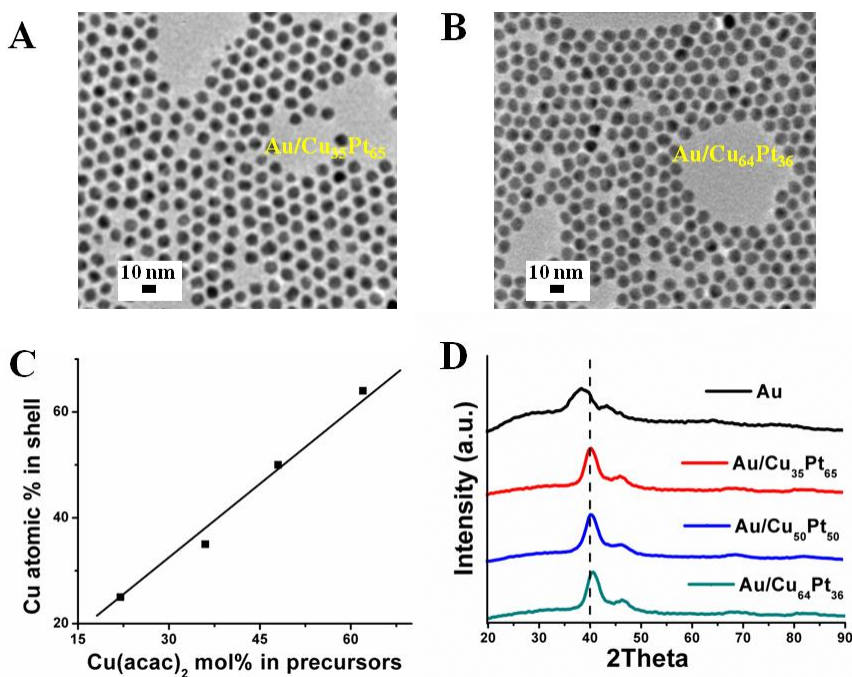 A
Au/Cu35Pt65
10 nm
B
Au/Cu64Pt36
10 nm
C
Cu atomic % in shell
60
40
20
15
30
45
60
Cu(acac)2 mol% in precursors
D
Intensity (a.u.)
Au
Au/Cu35Pt65
Au/Cu50Pt50
Au/Cu64Pt36
20
30
40
50
60
70
80
90
2Theta